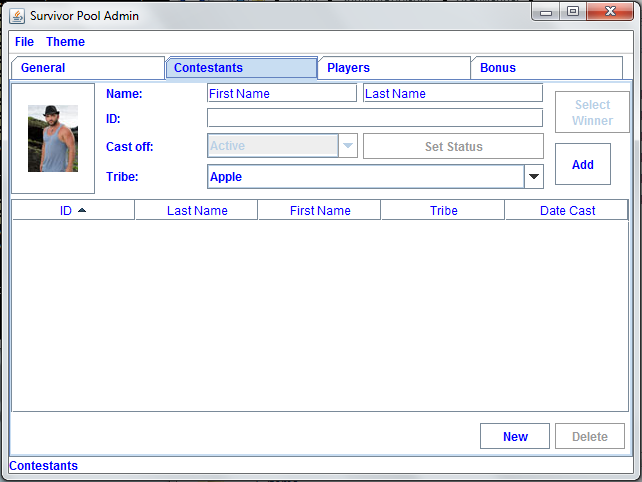 Survivor Pool Admin
File Theme
General Contestants Players Bonus
Name: First Name Last Name Select Winner
ID:
Cast off: Active Set Status
Add
Tribe: Apple
ID Last Name First Name Tribe Date Cast
New Delete
Contestants